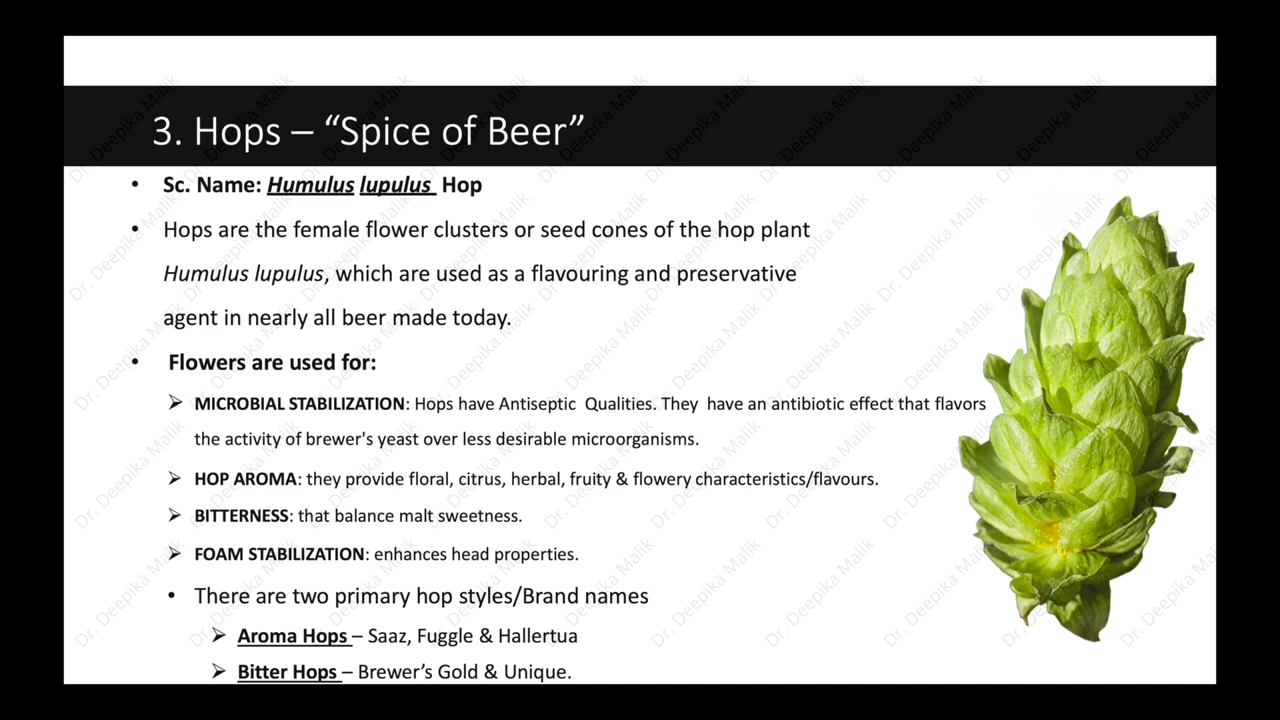 3. Hops – “Spice of Beer”
• Sc. Name: Humulus lupulus Hop
• Hops are the female flower clusters or seed cones of the hop plant
Humulus lupulus, which are used as a flavouring and preservative
agent in nearly all beer made today.
• Flowers are used for:
➢ MICROBIAL STABILIZATION: Hops have Antiseptic Qualities. They have an antibiotic effect that flavors
the activity of brewer's yeast over less desirable microorganisms.
➢ HOP AROMA: they provide floral, citrus, herbal, fruity & flowery characteristics/flavours.
➢ BITTERNESS: that balance malt sweetness.
➢ FOAM STABILIZATION: enhances head properties.
• There are two primary hop styles/Brand names
➢ Aroma Hops – Saaz, Fuggle & Hallertua
➢ Bitter Hops – Brewer’s Gold & Unique.
Dr. Deepika Malik